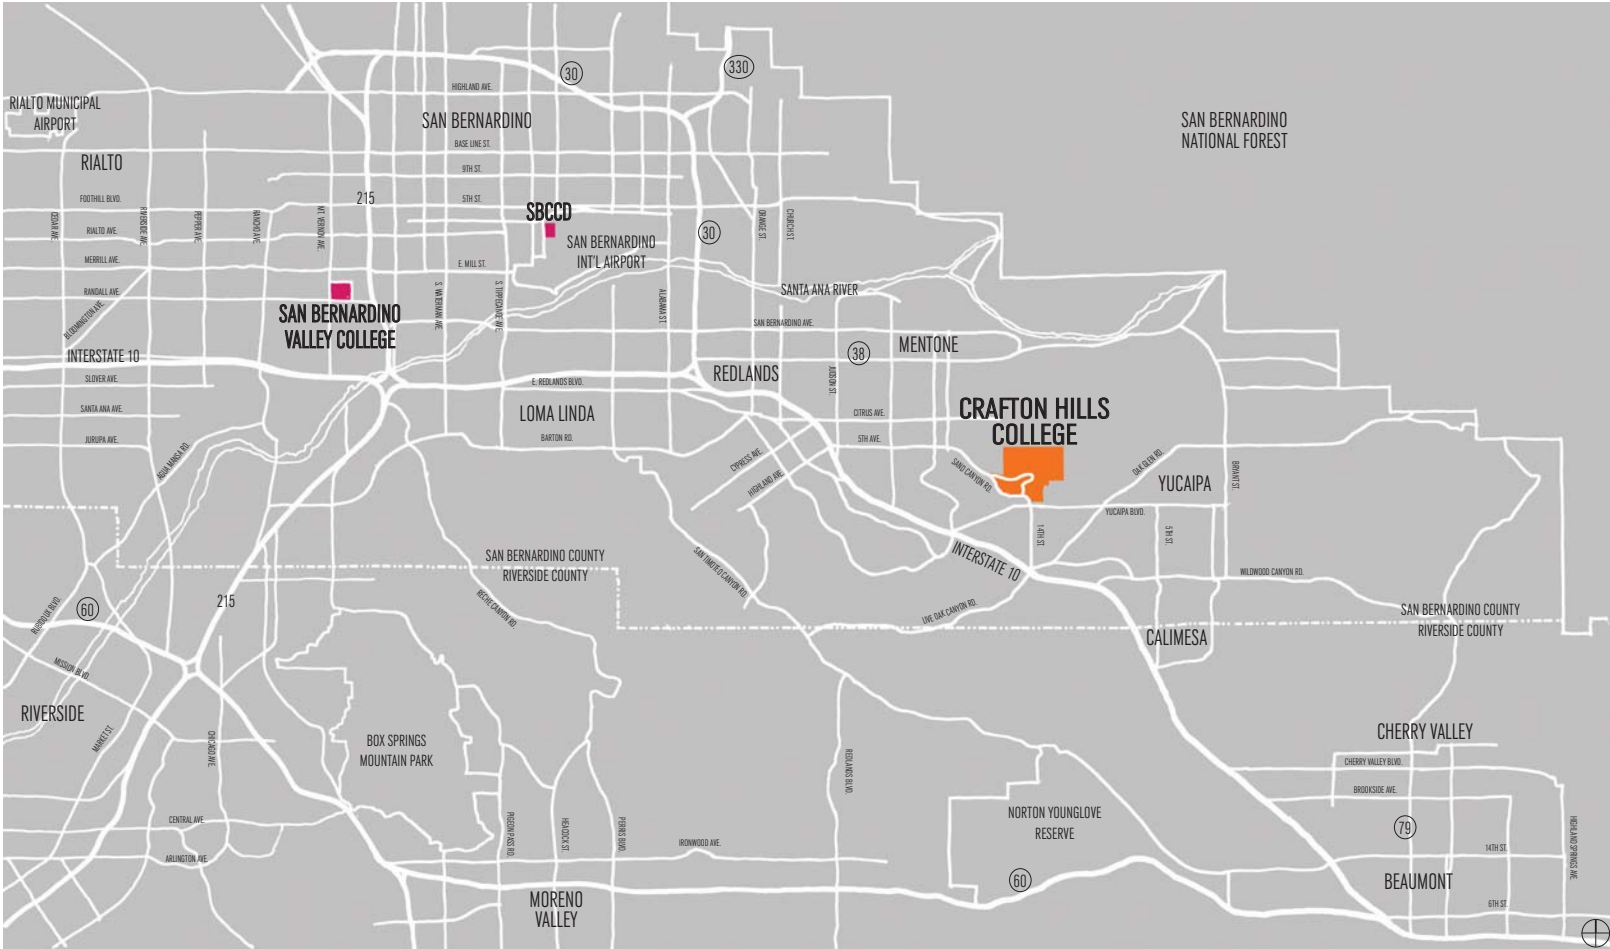 30
330
HIGHLAND AVE.
RIALTO MUNICIPAL
AIRPORT
SAN BERNARDINO
SAN BERNARDINO
NATIONAL FOREST
BASE LINE ST.
RIALTO
9TH ST.
FOOTHILL BLVD.
215
5TH ST.
SBCCD
CEDAR AVE.
RIVERSIDE AVE.
PEPPER AVE.
RANCHO AVE.
MT. VERNON AVE.
ORANGE ST.
CHURCH ST.
RIALTO AVE.
30
SAN BERNARDINO
INT'L AIRPORT
MERRILL AVE.
E. MILL ST.
RANDALL AVE.
SANTA ANA RIVER
BLOOMINGTON AVE.
S. WATERMAN AVE.
S. TIPPECANOE AVE.
ALABAMA ST.
SAN BERNARDINO
VALLEY COLLEGE
SAN BERNARDINO AVE.
MENTONE
38
INTERSTATE 10
REDLANDS
JUDSON ST.
SLOVER AVE.
E. REDLANDS BLVD.
SANTA ANA AVE.
LOMA LINDA
CITRUS AVE.
CRAFTON HILLS
COLLEGE
JURUPA AVE.
BARTON RD.
5TH AVE.
AGUA MANSA RD.
CYPRESS AVE.
HIGHLAND AVE.
SAND CANYON RD.
OAK GLEN RD.
YUCAIPA
BRYANT ST.
YUCAIPA BLVD.
14TH ST.
5TH ST.
SAN BERNARDINO COUNTY
RIVERSIDE COUNTY
SAN TIMOTEO CANYON RD.
INTERSTATE 10
WILDWOOD CANYON RD.
215
60
RUBIDOUX BLVD.
RECHE CANYON RD.
LIVE OAK CANYON RD.
SAN BERNARDINO COUNTY
RIVERSIDE COUNTY
CALIMESA
MISSION BLVD.
RIVERSIDE
MARKET ST.
CHICAGO AVE.
BOX SPRINGS
MOUNTAIN PARK
REDLANDS BLVD.
CHERRY VALLEY
CHERRY VALLEY BLVD.
BROOKSIDE AVE.
CENTRAL AVE.
PIGEON PASS RD.
HEACOCK ST.
PERRIS BLVD.
IRONWOOD AVE.
NORTON YOUNGLOVE
RESERVE
79
HIGHLAND SPRINGS AVE.
14TH ST.
ARLINGTON AVE.
60
BEAUMONT
MORENO
VALLEY
6TH ST.